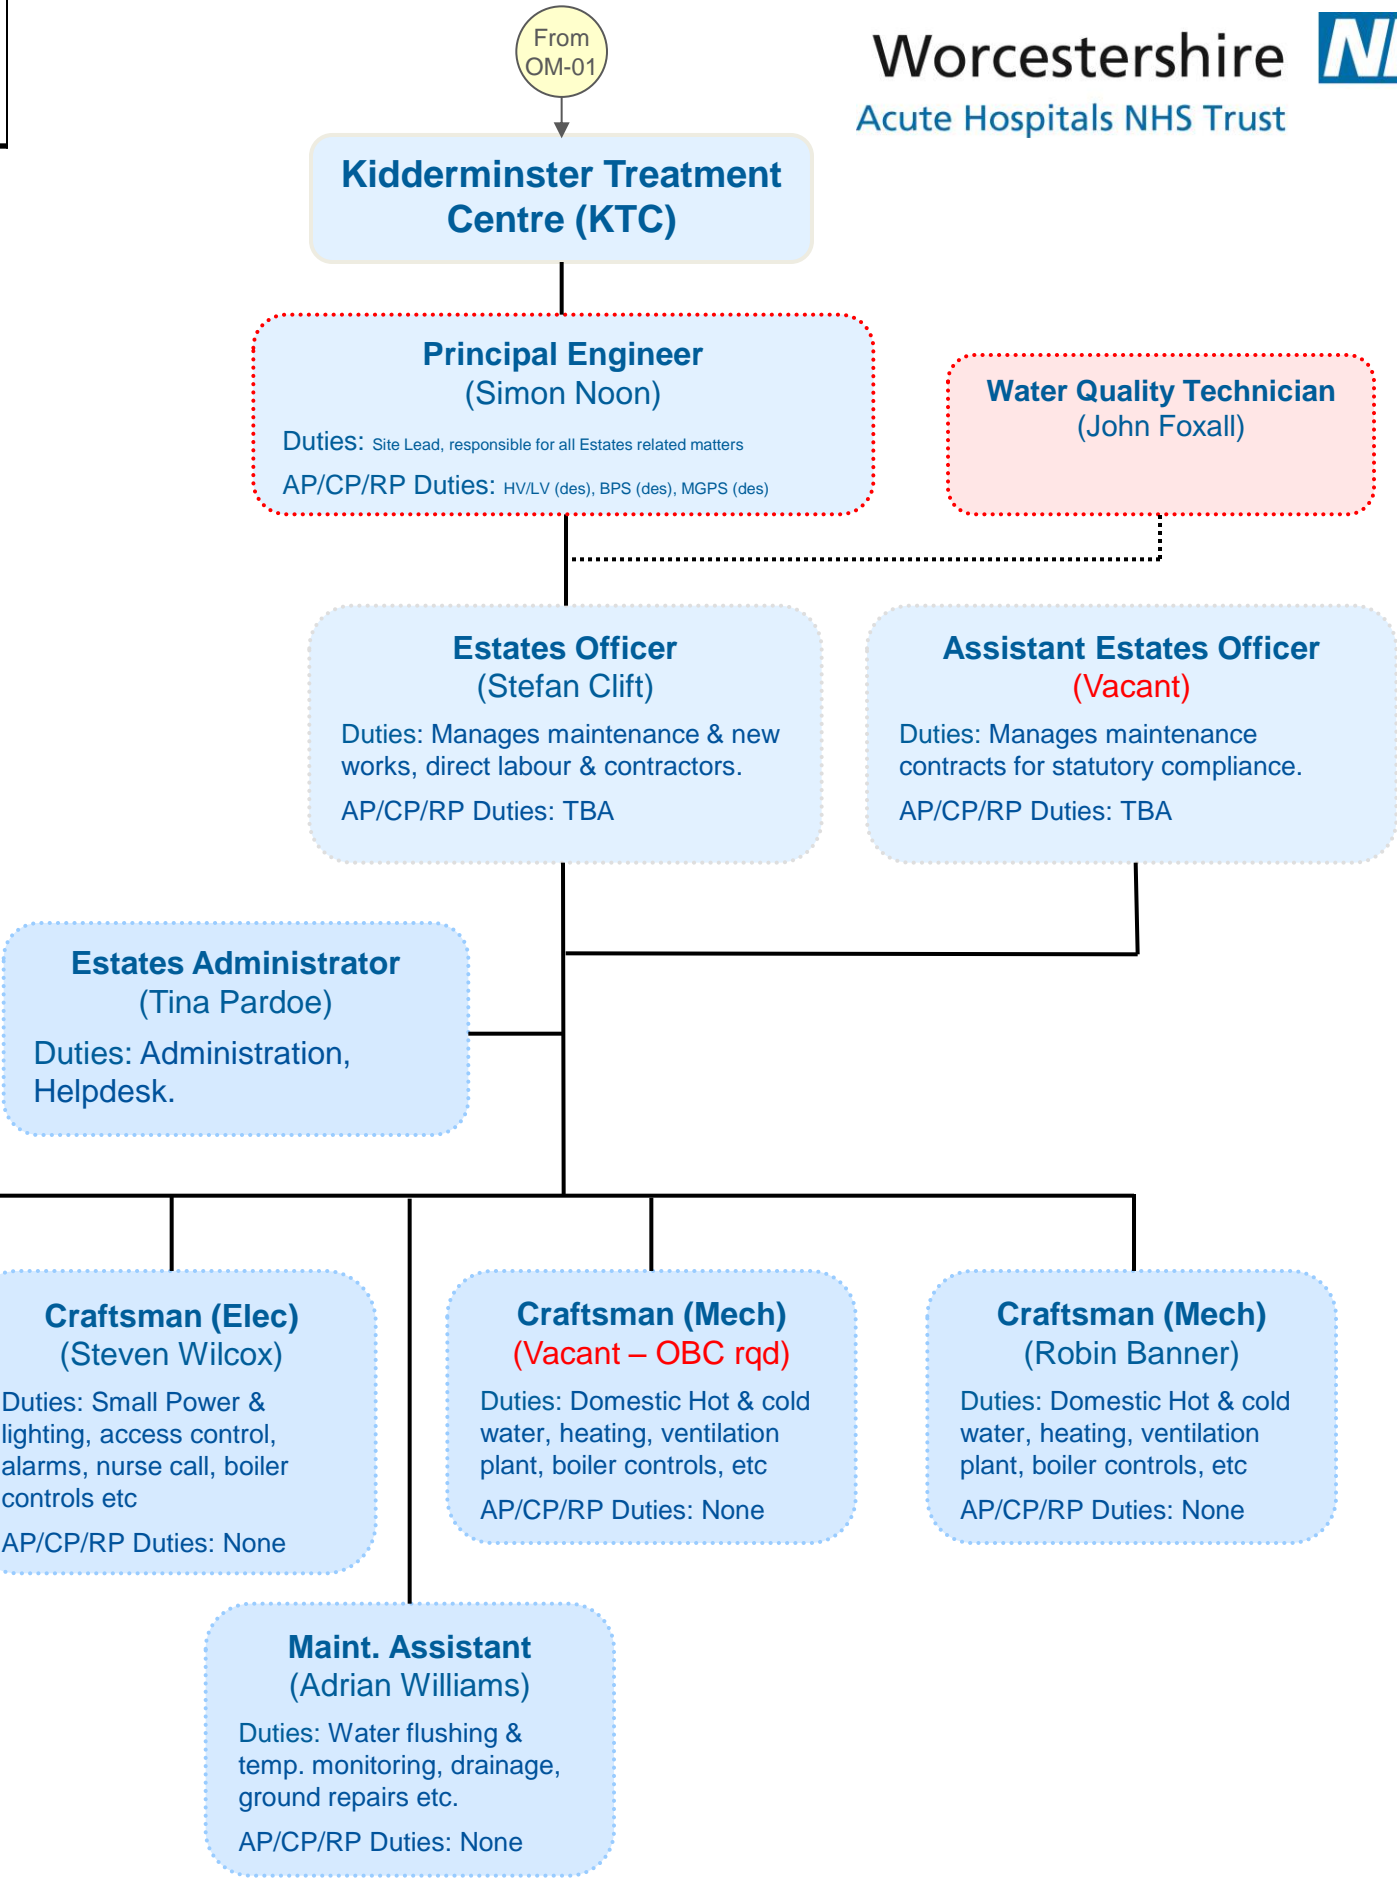 From
OM-01
Worcestershire
Acute Hospitals NHS Trust
Kidderminster Treatment
Centre (KTC)
Principal Engineer
(Simon Noon)
Duties: Site Lead, responsible for all Estates related matters
AP/CP/RP Duties: HV/LV (des), BPS (des), MGPS (des)
Water Quality Technician
(John Foxall)
Estates Officer
(Stefan Clift)
Duties: Manages maintenance & new
works, direct labour & contractors.
AP/CP/RP Duties: TBA
Assistant Estates Officer
(Vacant)
Duties: Manages maintenance
contracts for statutory compliance.
AP/CP/RP Duties: TBA
Estates Administrator
(Tina Pardoe)
Duties: Administration,
Helpdesk.
Craftsman (Elec)
(Steven Wilcox)
Duties: Small Power &
lighting, access control,
alarms, nurse call, boiler
controls etc
AP/CP/RP Duties: None
Craftsman (Mech)
(Vacant – OBC rqd)
Duties: Domestic Hot & cold
water, heating, ventilation
plant, boiler controls, etc
AP/CP/RP Duties: None
Craftsman (Mech)
(Robin Banner)
Duties: Domestic Hot & cold
water, heating, ventilation
plant, boiler controls, etc
AP/CP/RP Duties: None
Maint. Assistant
(Adrian Williams)
Duties: Water flushing &
temp. monitoring, drainage,
ground repairs etc.
AP/CP/RP Duties: None